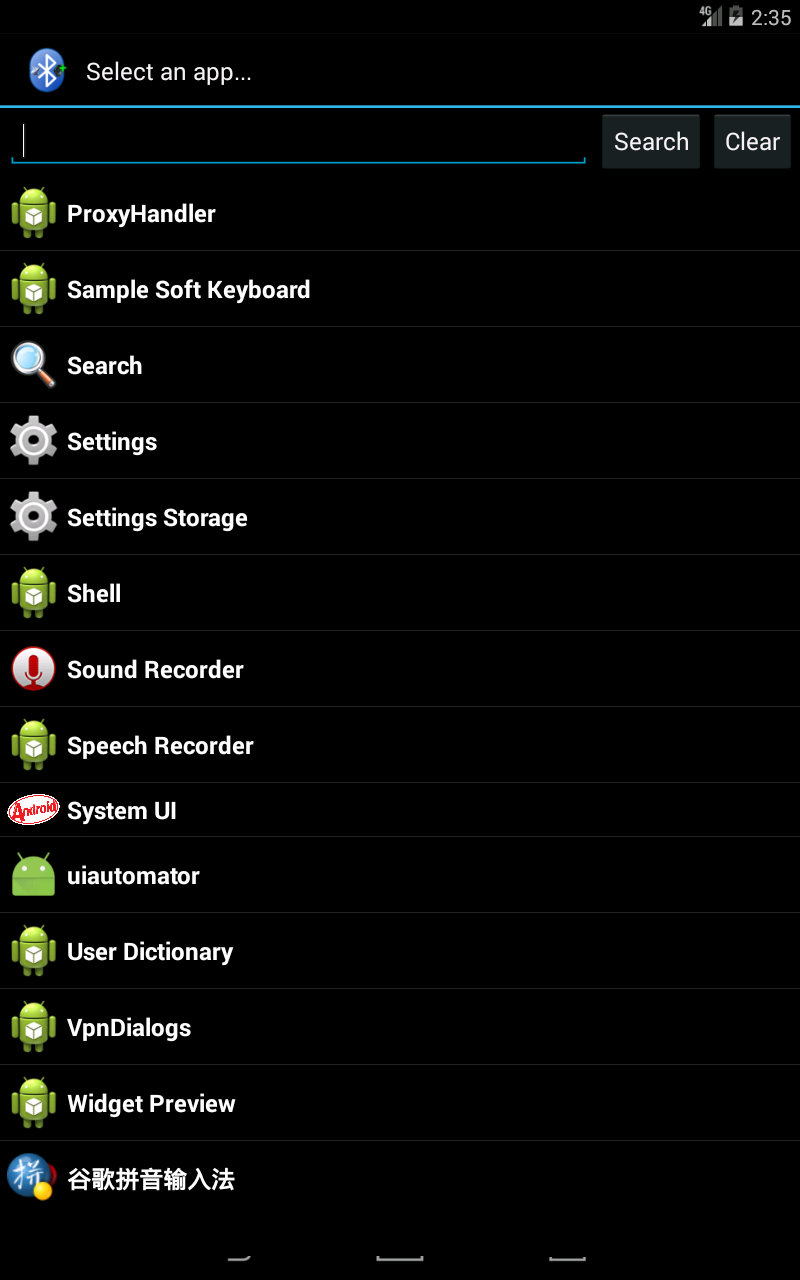 4G 2:35
Select an app...
Search Clear
ProxyHandler
Sample Soft Keyboard
Search
Settings
Settings Storage
Shell
Sound Recorder
Speech Recorder
Android System UI
uiautomator
User Dictionary
VpnDialogs
Widget Preview
拼 谷歌拼音输入法